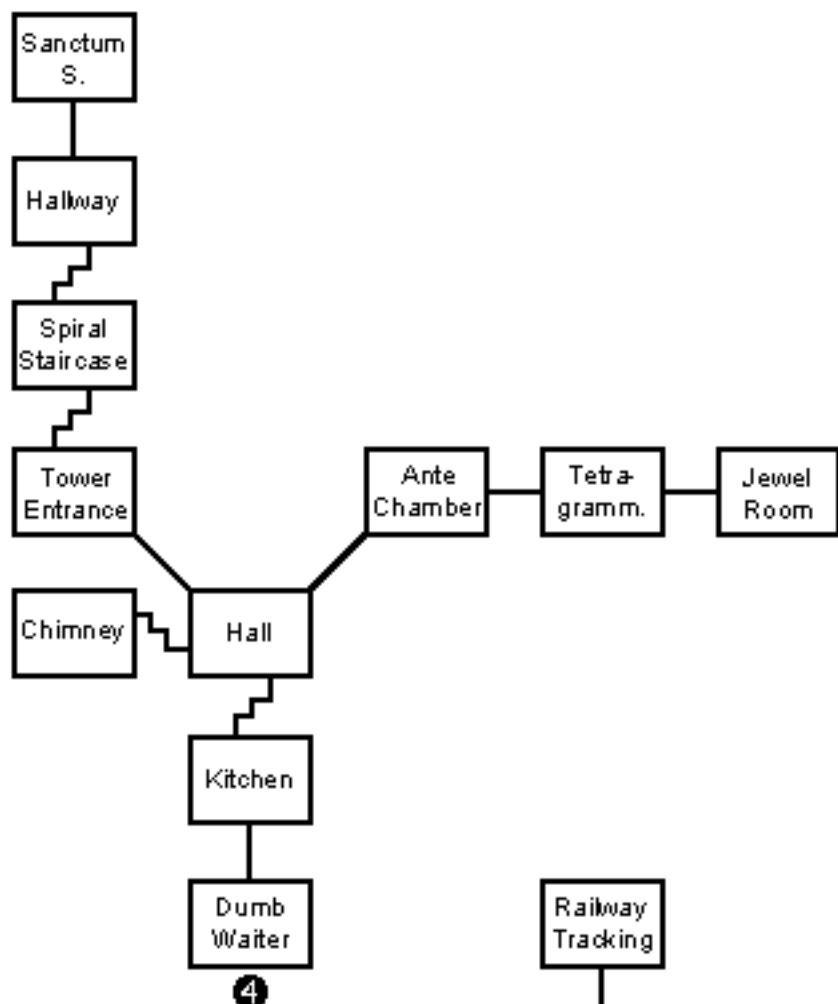 Sanctum
S.
Hallway
Spiral
Staircase
Tower
Entrance
Ante
Chamber
Tetra-
gramm.
Jewel
Room
Chimney
Hall
Kitchen
Dumb
Waiter
Railway
Tracking
4